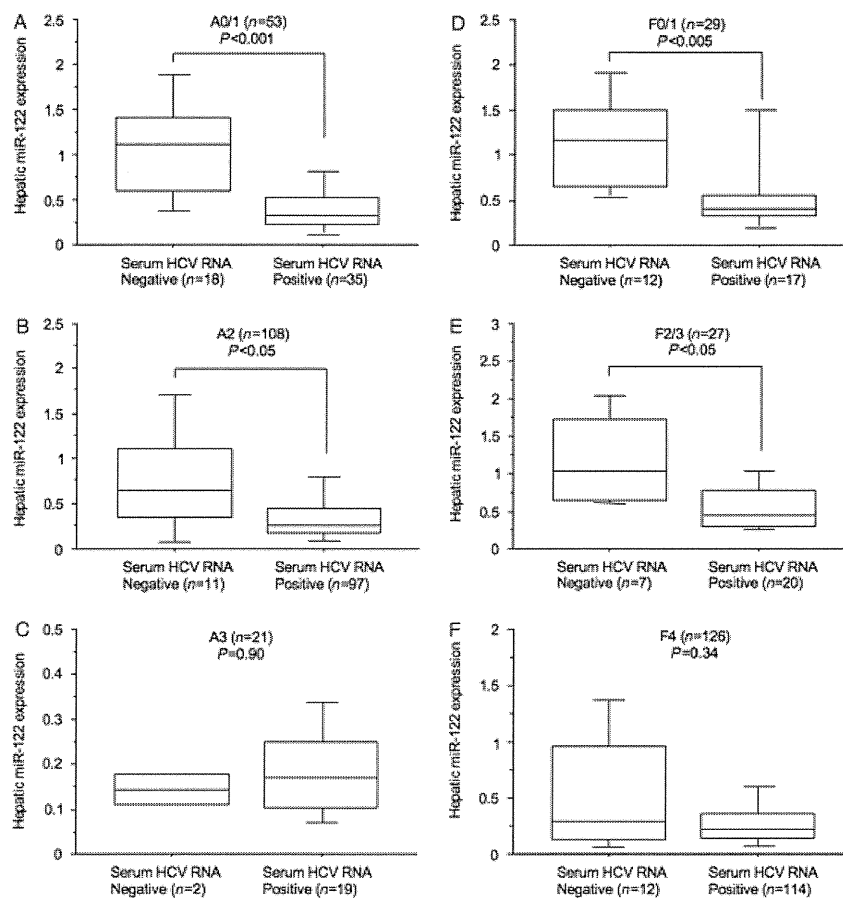 A
A0/1 (n=53)
P<0.001
Hepatic miR-122 expression
2.5
2
1.5
1
0.5
0
Serum HCV RNA
Negative (n=18)
Serum HCV RNA
Positive (n=35)
D
F0/1 (n=29)
P<0.005
Hepatic miR-122 expression
2.5
2
1.5
1
0.5
0
Serum HCV RNA
Negative (n=12)
Serum HCV RNA
Positive (n=17)
B
A2 (n=108)
P<0.05
Hepatic miR-122 expression
2.5
2
1.5
1
0.5
0
Serum HCV RNA
Negative (n=11)
Serum HCV RNA
Positive (n=97)
E
F2/3 (n=27)
P<0.05
Hepatic miR-122 expression
3
2.5
2
1.5
1
0.5
0
Serum HCV RNA
Negative (n=7)
Serum HCV RNA
Positive (n=20)
C
A3 (n=21)
P=0.90
Hepatic miR-122 expression
0.5
0.4
0.3
0.2
0.1
0
Serum HCV RNA
Negative (n=2)
Serum HCV RNA
Positive (n=19)
F
F4 (n=126)
P=0.34
Hepatic miR-122 expression
2
1.5
1
0.5
0
Serum HCV RNA
Negative (n=12)
Serum HCV RNA
Positive (n=114)